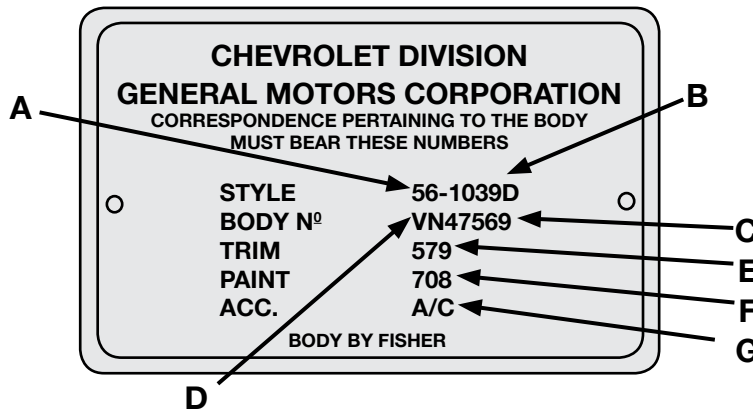 CHEVROLET DIVISION
GENERAL MOTORS CORPORATION
CORRESPONDENCE PERTAINING TO THE BODY
MUST BEAR THESE NUMBERS
A
B
STYLE 56-1039D
BODY Nº VN47569 C
TRIM 579 E
PAINT 708 F
ACC. A/C G
BODY BY FISHER
D